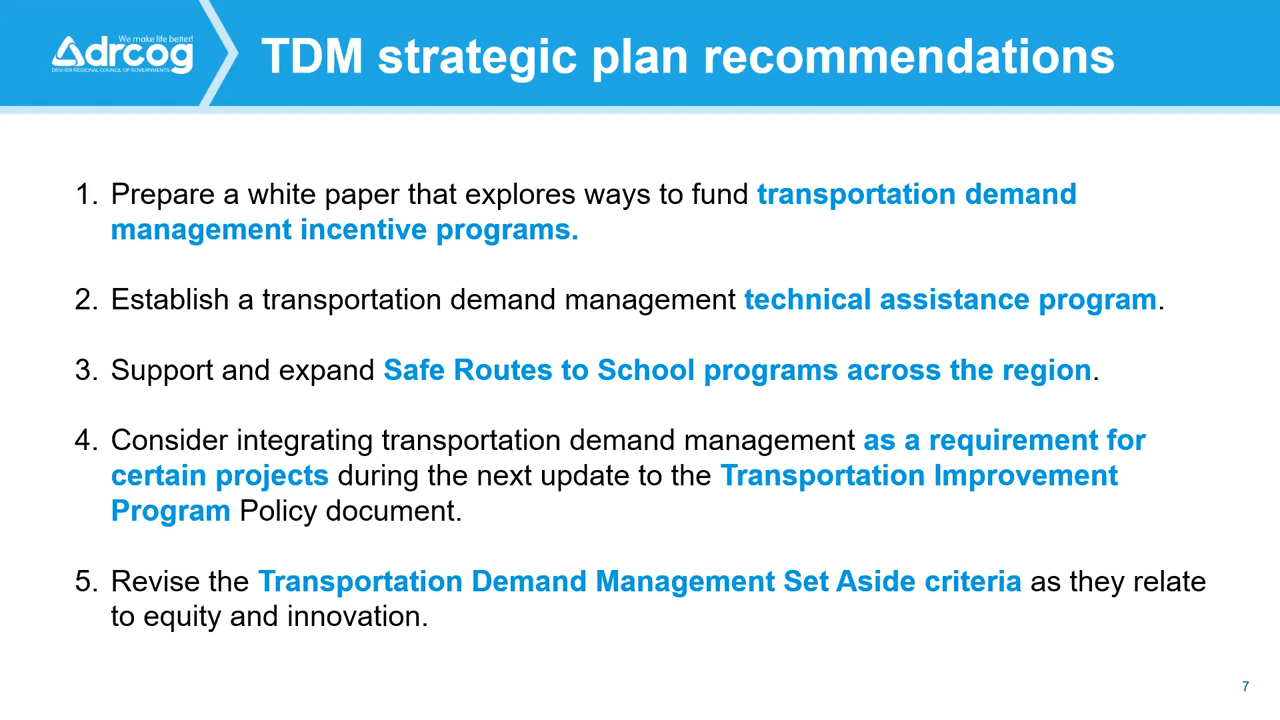 We make life better!
drcog
DENVER REGIONAL COUNCIL OF GOVERNMENTS
TDM strategic plan recommendations
1. Prepare a white paper that explores ways to fund transportation demand
management incentive programs.
2. Establish a transportation demand management technical assistance program.
3. Support and expand Safe Routes to School programs across the region.
4. Consider integrating transportation demand management as a requirement for
certain projects during the next update to the Transportation Improvement
Program Policy document.
5. Revise the Transportation Demand Management Set Aside criteria as they relate
to equity and innovation.
7